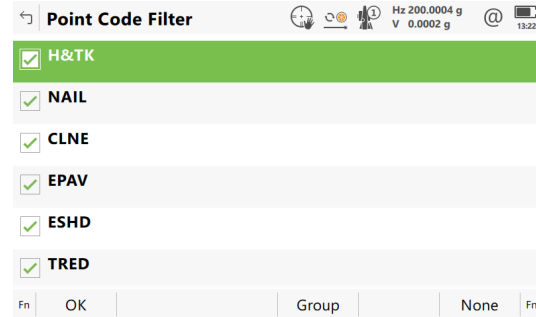 Point Code Filter
1
Hz 200.0004 g
V 0.0002 g
@
13:22
H&TK
NAIL
CLNE
EPAV
ESHD
TRED
Fn OK Group None Fn